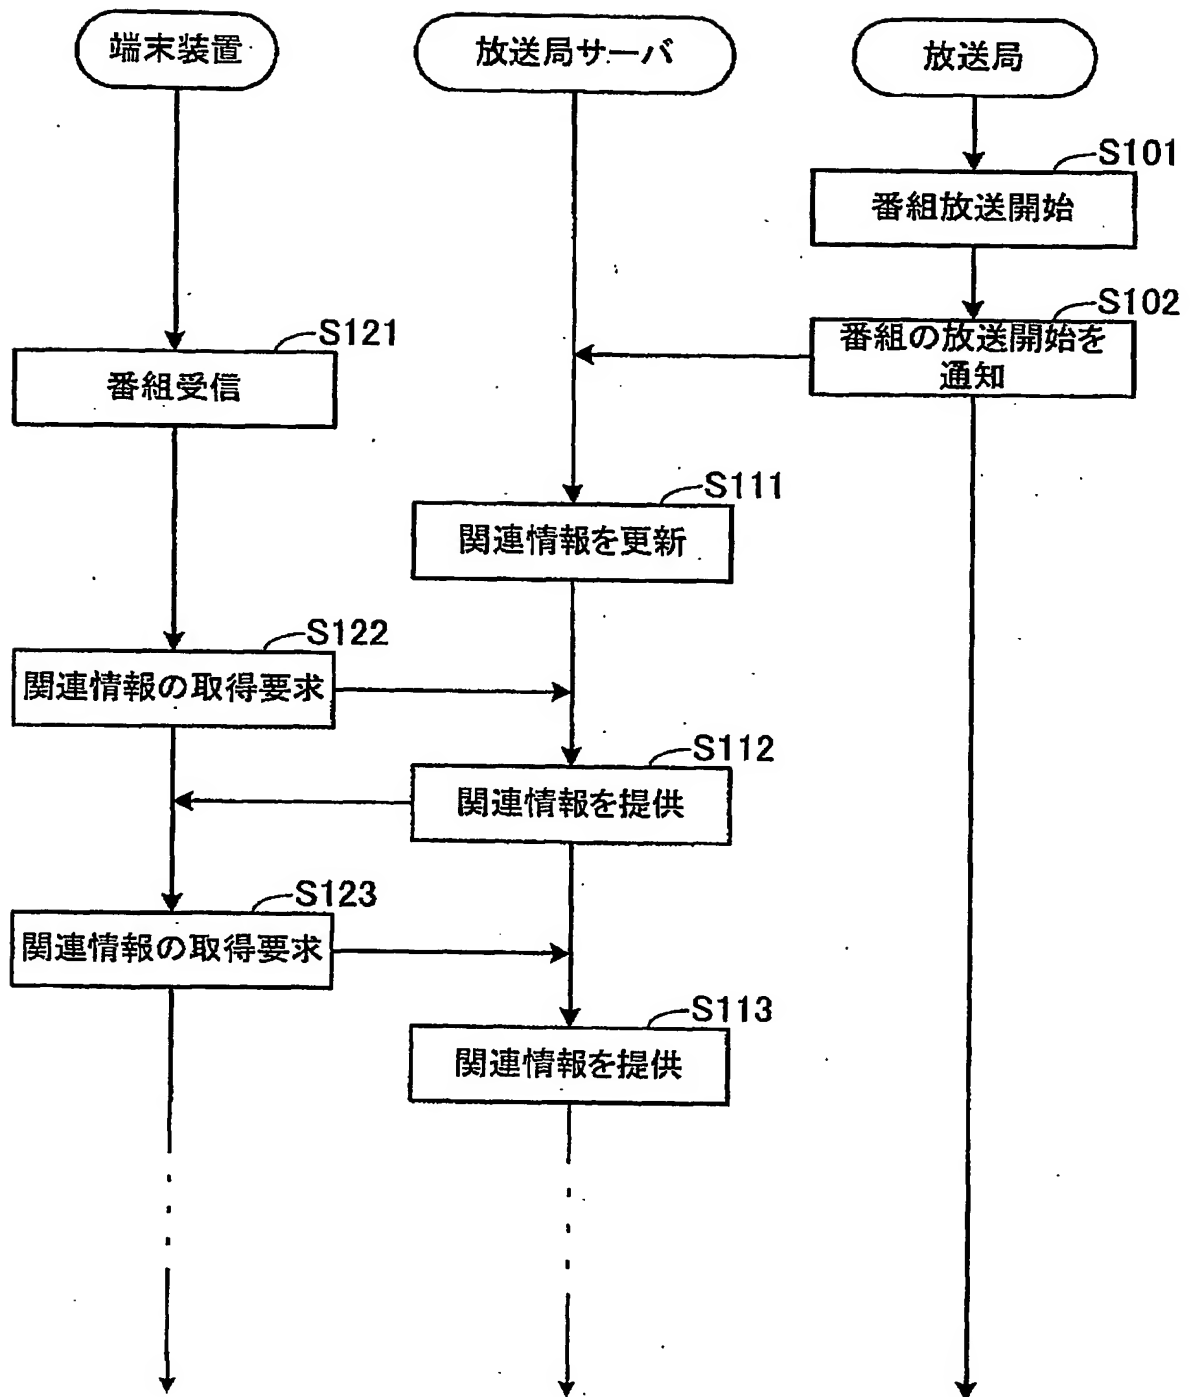 端末装置
放送局サーバ
放送局
S101
番組放送開始
S102
番組の放送開始を
通知
S121
番組受信
S111
関連情報を更新
S122
関連情報の取得要求
S112
関連情報を提供
S123
関連情報の取得要求
S113
関連情報を提供